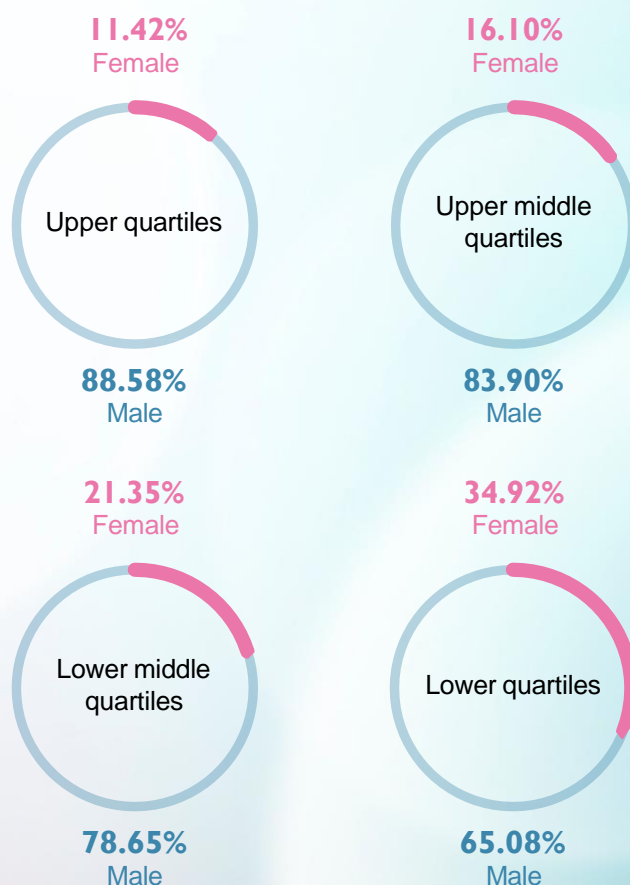 11.42%
Female
Upper quartiles
88.58%
Male
16.10%
Female
Upper middle
quartiles
83.90%
Male
21.35%
Female
Lower middle
quartiles
78.65%
Male
34.92%
Female
Lower quartiles
65.08%
Male